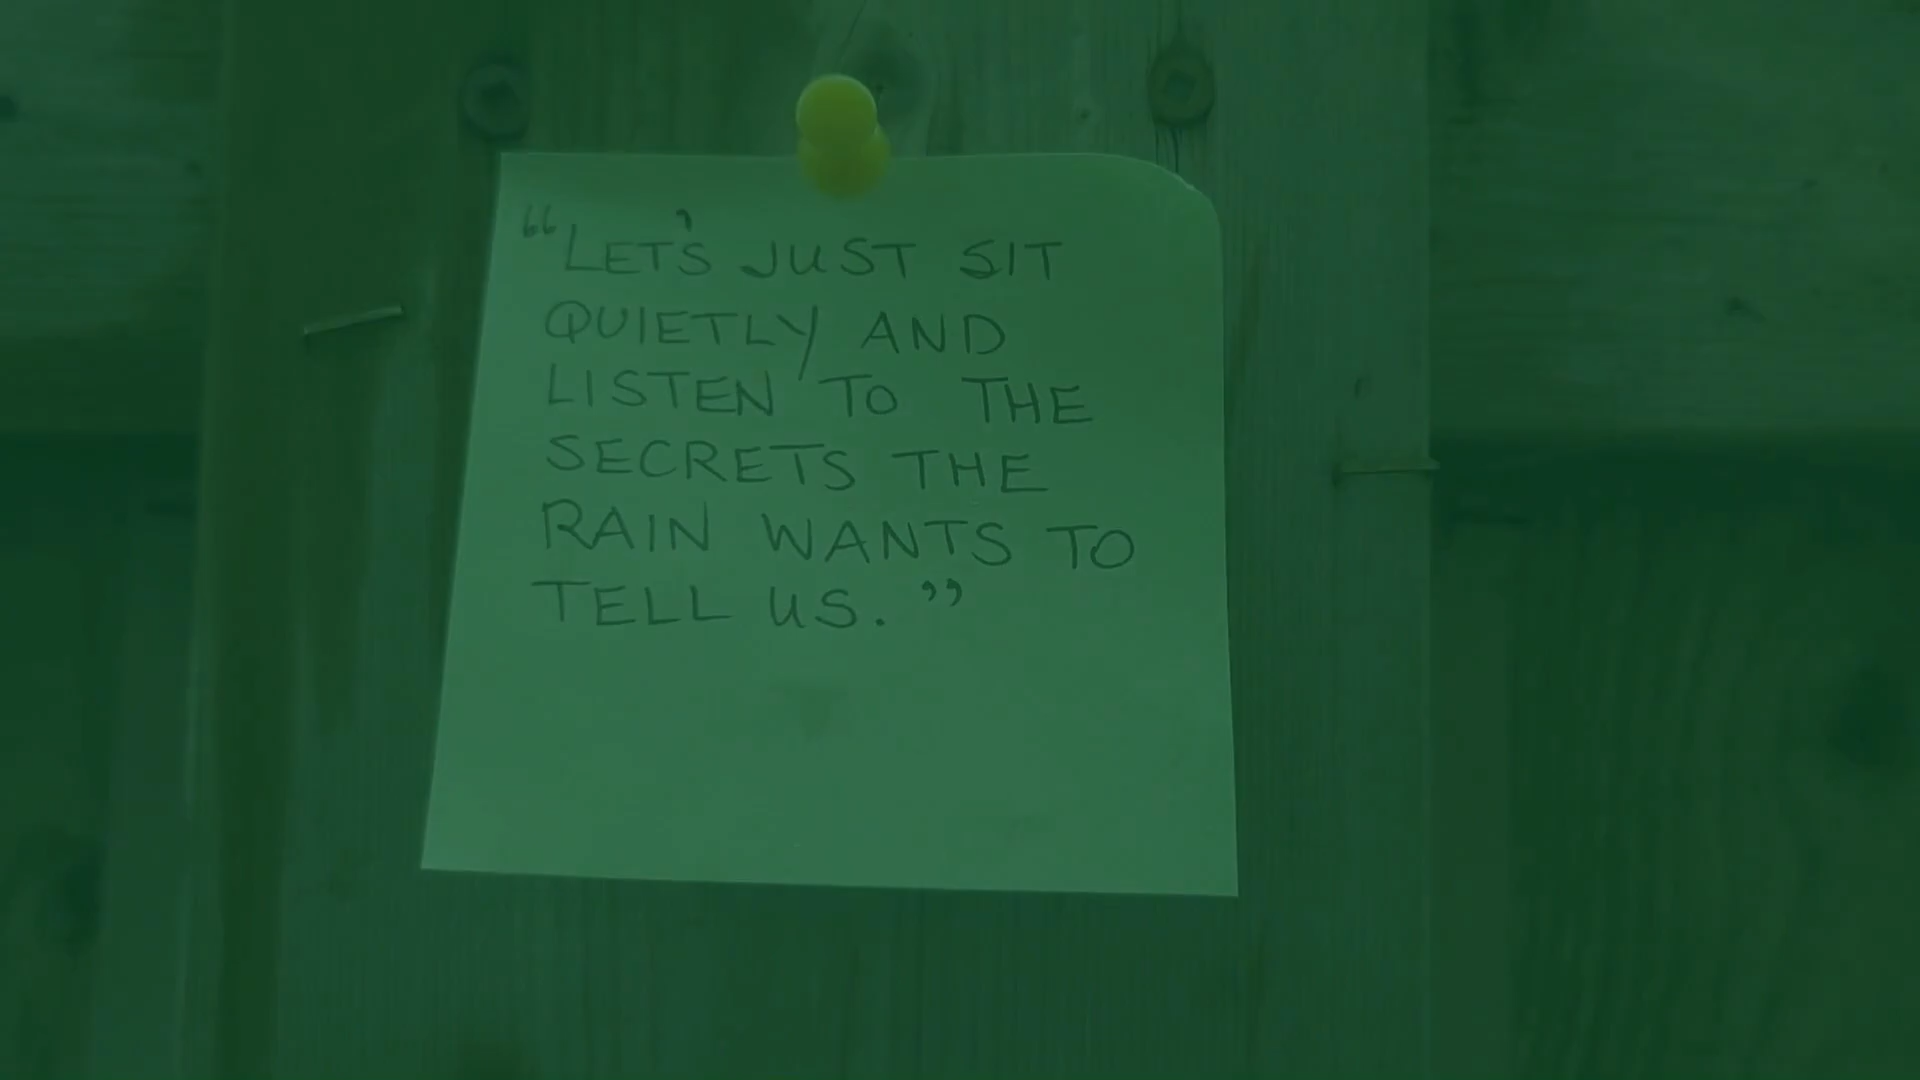 “LET'S JUST SIT
QUIETLY AND
LISTEN TO THE
SECRETS THE
RAIN WANTS TO
TELL US.”